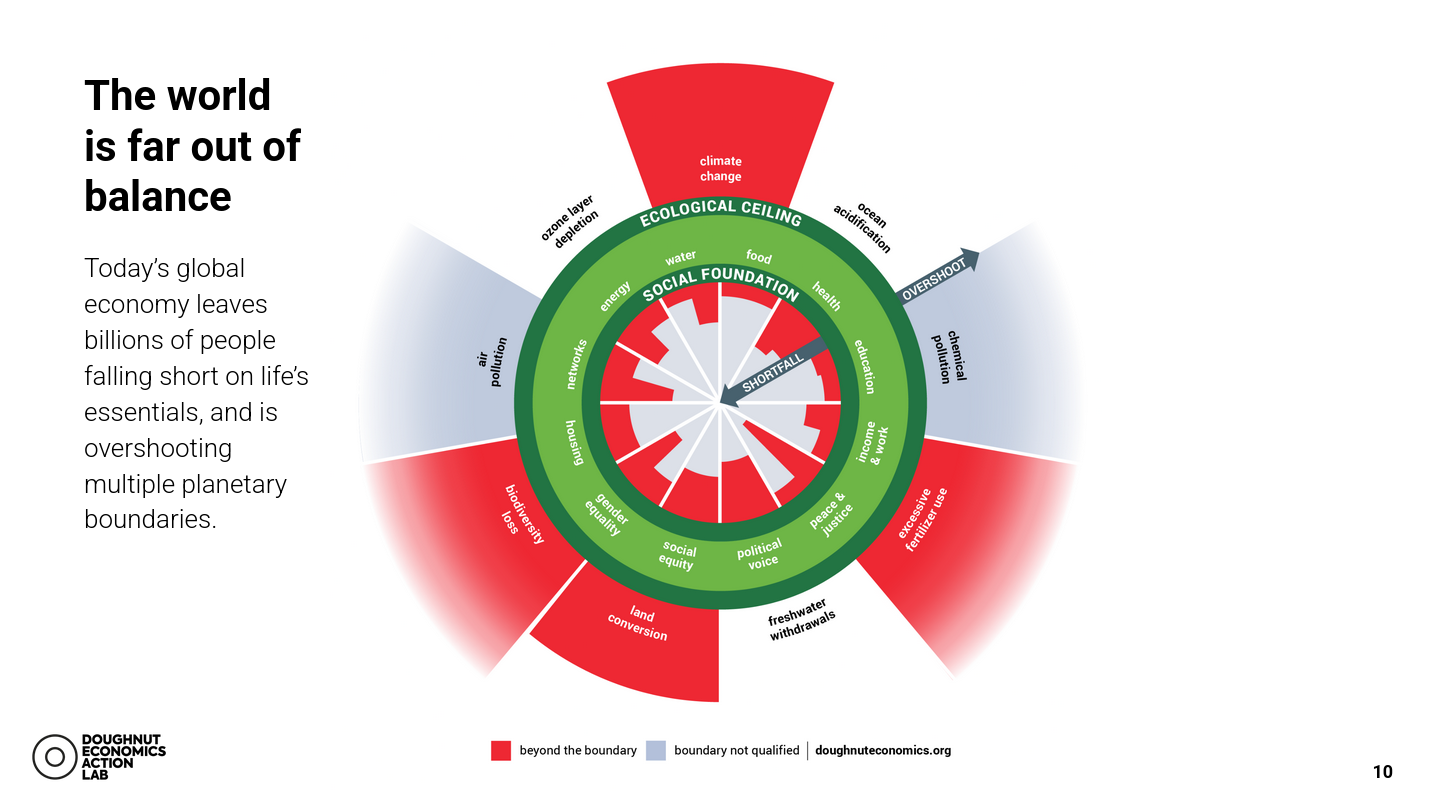 The world
is far out of
balance
Today’s global
economy leaves
billions of people
falling short on life’s
essentials, and is
overshooting
multiple planetary
boundaries.
climate
change
ozone layer
depletion
ocean
acidification
ECOLOGICAL CEILING
OVERSHOOT
water
food
energy
health
SOCIAL FOUNDATION
air
pollution
chemical
pollution
networks
education
SHORTFALL
housing
income
& work
biodiversity
loss
excessive
fertilizer use
gender
equality
peace &
justice
social
equity
political
voice
land
conversion
freshwater
withdrawals
DOUGHNUT
ECONOMICS
ACTION
LAB
beyond the boundary
boundary not qualified
doughnuteconomics.org
10